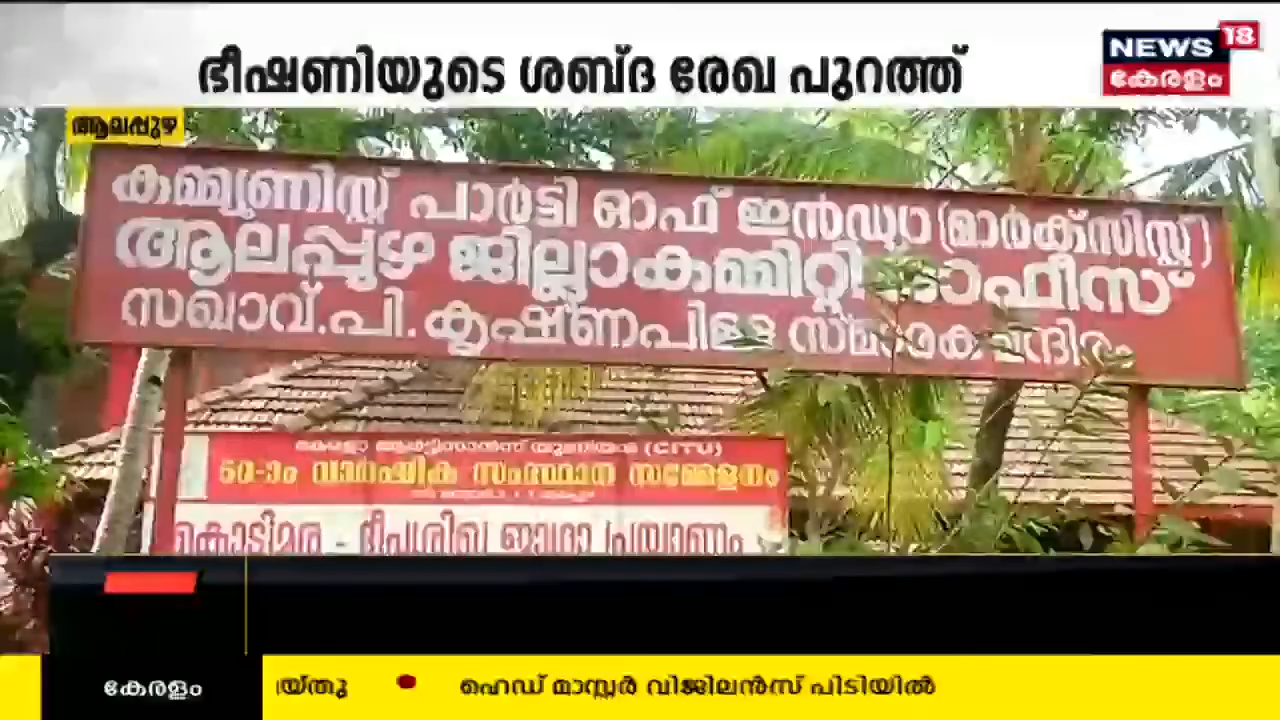 ഭീഷണിയുടെ ശബ്ദ രേഖ പുറത്ത്
NEWS 18
കേരളം
ആലപ്പുഴ
കമ്മ്യൂണിസ്റ്റ് പാർട്ടി ഓഫ് ഇൻഡ്യാ (മാർക്സിസ്റ്റ്)
ആലപ്പുഴ ജില്ലാകമ്മിറ്റി ഓഫീസ്
സഖാവ്.പി.കൃഷ്ണപിള്ള സ്മാരകമന്ദിരം
(CITU)
50-ാം വാർഷിക സംസ്ഥാന സമ്മേളനം
കൊടിമര - ദീപശിഖ ജാഥാ പ്രയാണം
കേരളം
യ്തു • ഹെഡ് മാസ്റ്റർ വിജിലൻസ് പിടിയിൽ